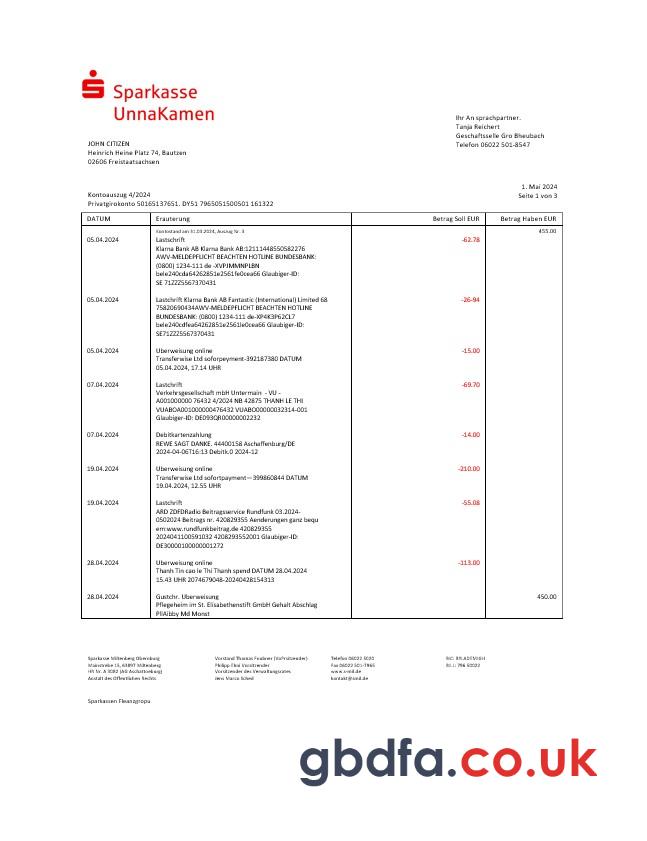 Sparkasse
UnnaKamen
Ihr An sprachpartner.
Tanja Reichert
Geschaftsselle Gro Bheubach
Telefon 06022 501-8547
JOHN CITIZEN
Heinrich Heine Platz 74, Bautzen
02606 Freistaatsachsen
1. Mai 2024
Kontoauszug 4/2024
Seite 1 von 3
Privatgirokonto 50165137651. DY51 7965051500501 161322
DATUM Erauterung Betrag Soll EUR Betrag Haben EUR
Kontostand am 31.03.2024, Auszug Nr. 3 455.00
05.04.2024 Lastschrift -62.78
Klarna Bank AB Klarna Bank AB:12111448550582276
AWV-MELDEPFLICHT BEACHTEN HOTLINE BUNDESBANK:
(0800) 1234-111 de -XVPJMMNPLBN
bele240cda64262851e2561fe0cea66 Glaubiger-ID:
SE 71ZZZ5567370431
05.04.2024 Lastschrift Klarna Bank AB Fantastic (International) Limited 68 -26-94
75820690434AWV-MELDEPFLICHT BEACHTEN HOTLINE
BUNDESBANK: (0800) 1234-111 de-XP4K3P62CL7
bele240cdfea64262851e2561le0cea66 Glaubiger-ID:
SE71ZZZ5567370431
05.04.2024 Uberweisung online -15.00
Transferwise Ltd soforpeyment-392187380 DATUM
05.04.2024, 17.14 UHR
07.04.2024 Lastschrift -69.70
Verkehrsgesellschaft mbH Untermain - VU -
A001000000 76432 4/2024 NB 42875 THANH LE THI
VUABOA001000000476432 VUABO00000032314-001
Glaubiger-ID: DE093QR00000002232
07.04.2024 Debitkartenzahlung -14.00
REWE SAGT DANKE. 44400158 Aschaffenburg/DE
2024-04-06T16:13 Debitk.0 2024-12
19.04.2024 Uberweisung online -210.00
Transferwise Ltd sofortpayment—399860844 DATUM
19.04.2024, 12.55 UHR
19.04.2024 Lastschrift -55.08
ARD ZDFDRadio Beitragsservice Rundfunk 03.2024-
0502024 Beitrags nr. 420829355 Aenderungen ganz bequ
em:www.rundfunkbeitrag.de 420829355
2024041100591032 4208293552001 Glaubiger-ID:
DE30000100000001272
28.04.2024 Uberweisung online -113.00
Thanh Tin cao le Thi Thanh spend DATUM 28.04.2024
15.43 UHR 2074679048-20240428154313
28.04.2024 Gustchr. Uberweisung 450.00
Pflegeheim im St. Elisabethenstift GmbH Gehalt Abschlag
PllAibby Md Monst
Sparkasse Miltenberg Obernburg Vorstand Thomas Feußner (Vorsitzender) Telefon 06022 5020
Mainstreße 15, 63897 Miltenberg Philipp Ehni Vorsitzender Fax 06022 501-7965
HR Nr. A 3082 (AG Aschaffenburg) Vorsitzender des Verwaltungsrates www.s-mil.de
Anstalt des Offentlichen Rechts Jens Marco Scherf kontakt@smil.de
Sparkassen Fleanzgropu
gbdfa.co.uk